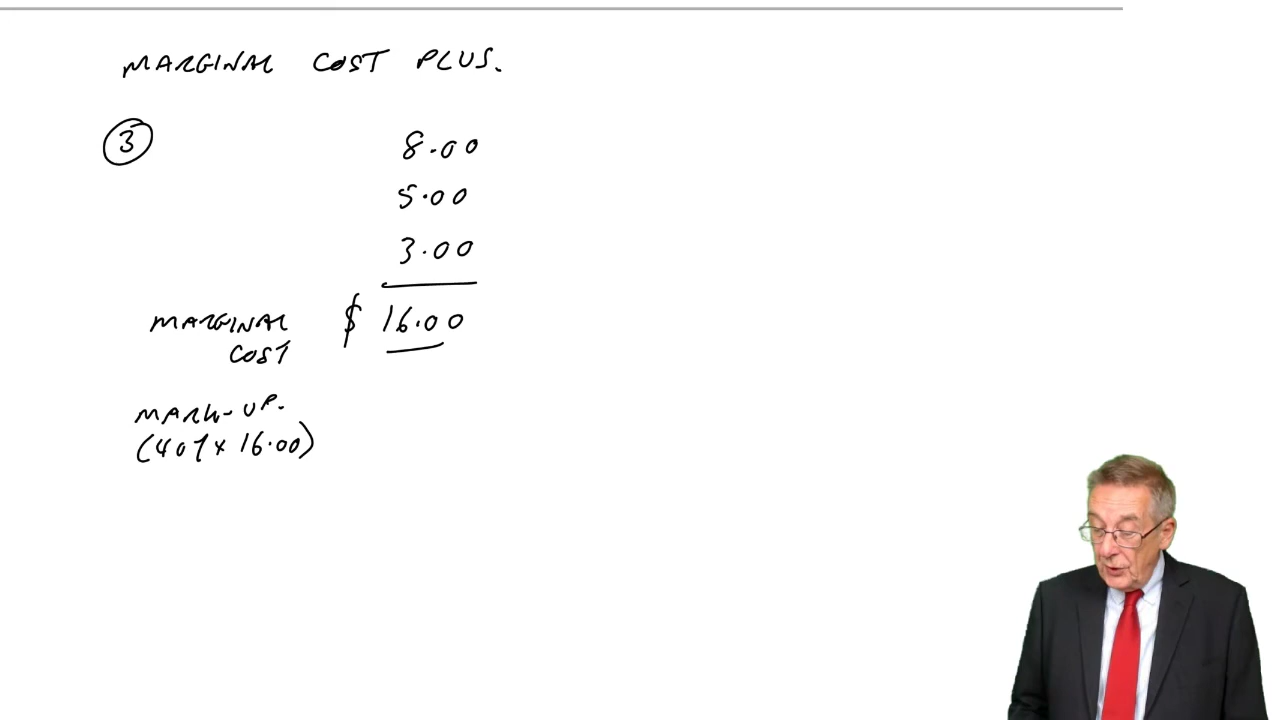 MARGINAL COST PLUS.
3 8.00
5.00
3.00
MARGINAL $ 16.00
COST
MARK-UP.
(40% x 16.00)